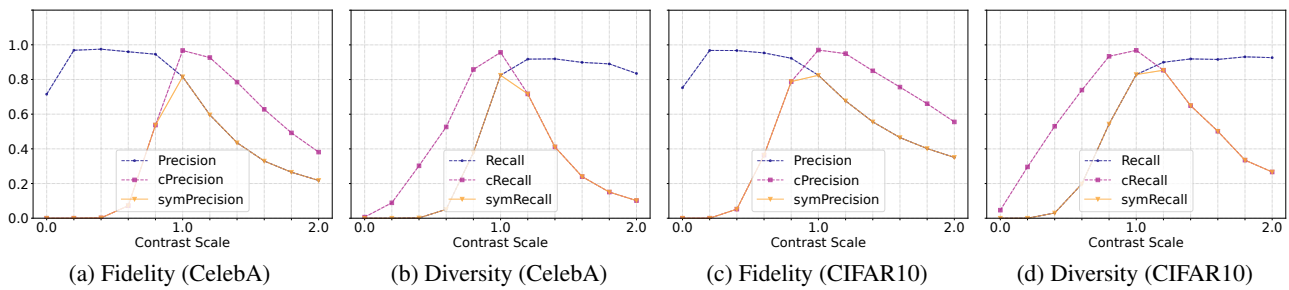 1.0
0.8
0.6
0.4
0.2
0.0
Precision
cPrecision
symPrecision
0.0 1.0 2.0
Contrast Scale
(a) Fidelity (CelebA)
Recall
cRecall
symRecall
0.0 1.0 2.0
Contrast Scale
(b) Diversity (CelebA)
Precision
cPrecision
symPrecision
0.0 1.0 2.0
Contrast Scale
(c) Fidelity (CIFAR10)
Recall
cRecall
symRecall
0.0 1.0 2.0
Contrast Scale
(d) Diversity (CIFAR10)